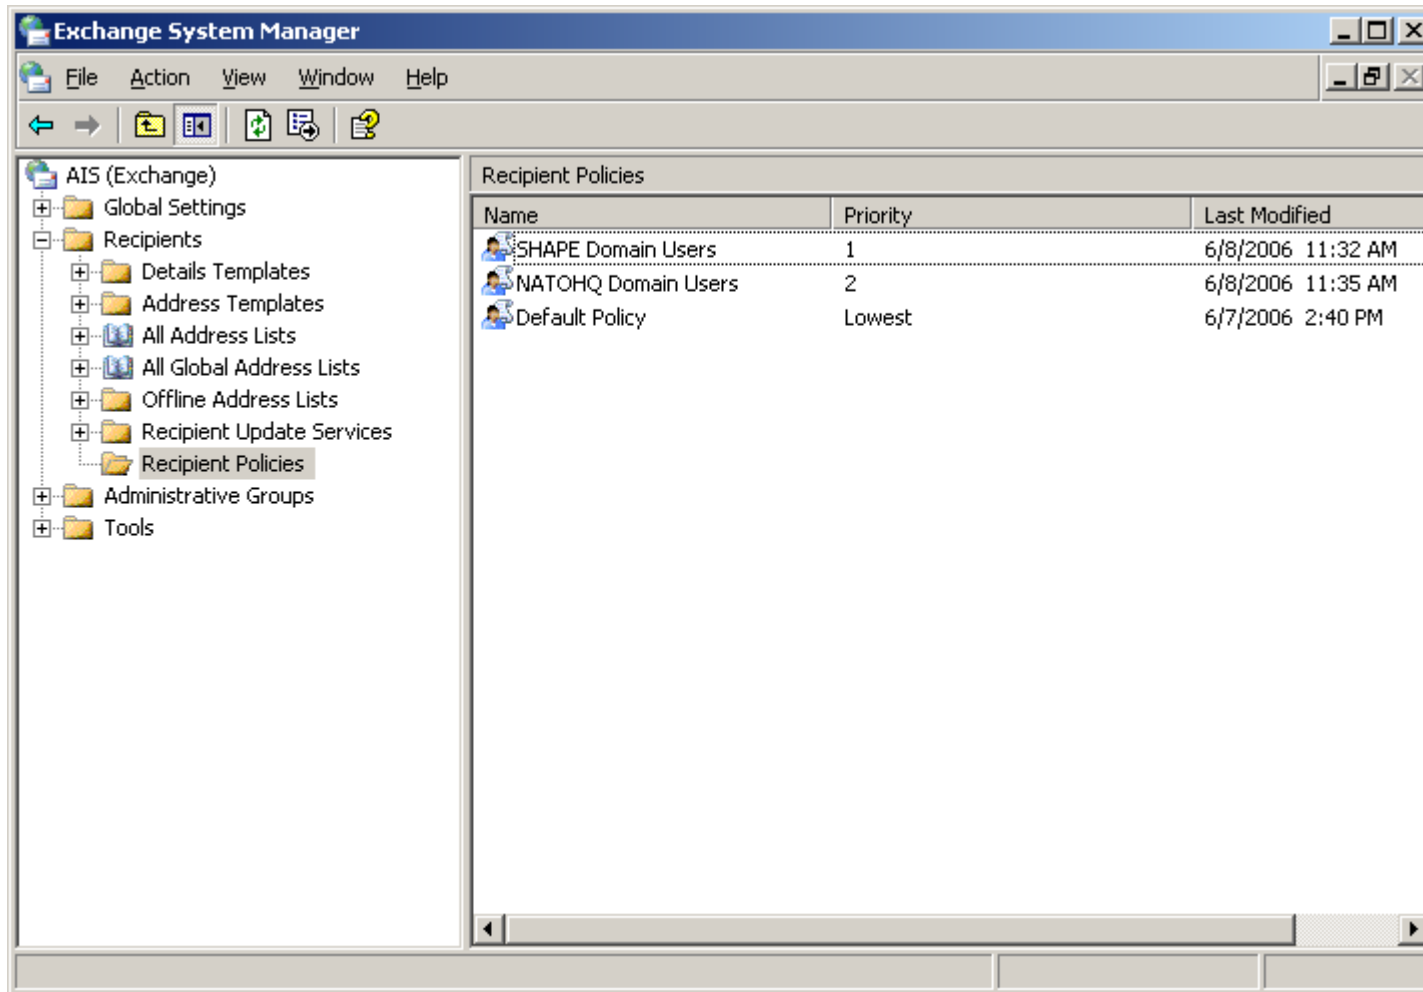 Exchange System Manager
File Action View Window Help
AIS (Exchange)
Global Settings
Recipients
Details Templates
Address Templates
All Address Lists
All Global Address Lists
Offline Address Lists
Recipient Update Services
Recipient Policies
Administrative Groups
Tools
Recipient Policies
Name Priority Last Modified
SHAPE Domain Users 1 6/8/2006 11:32 AM
NATOHQ Domain Users 2 6/8/2006 11:35 AM
Default Policy Lowest 6/7/2006 2:40 PM